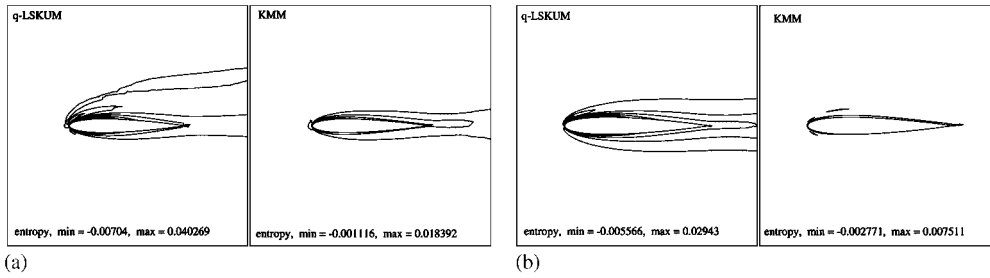 q-LSKUM
entropy, min = -0.00704, max = 0.040269
KMM
entropy, min = -0.001116, max = 0.018392
(a)
q-LSKUM
entropy, min = -0.005566, max = 0.02943
KMM
entropy, min = -0.002771, max = 0.007511
(b)